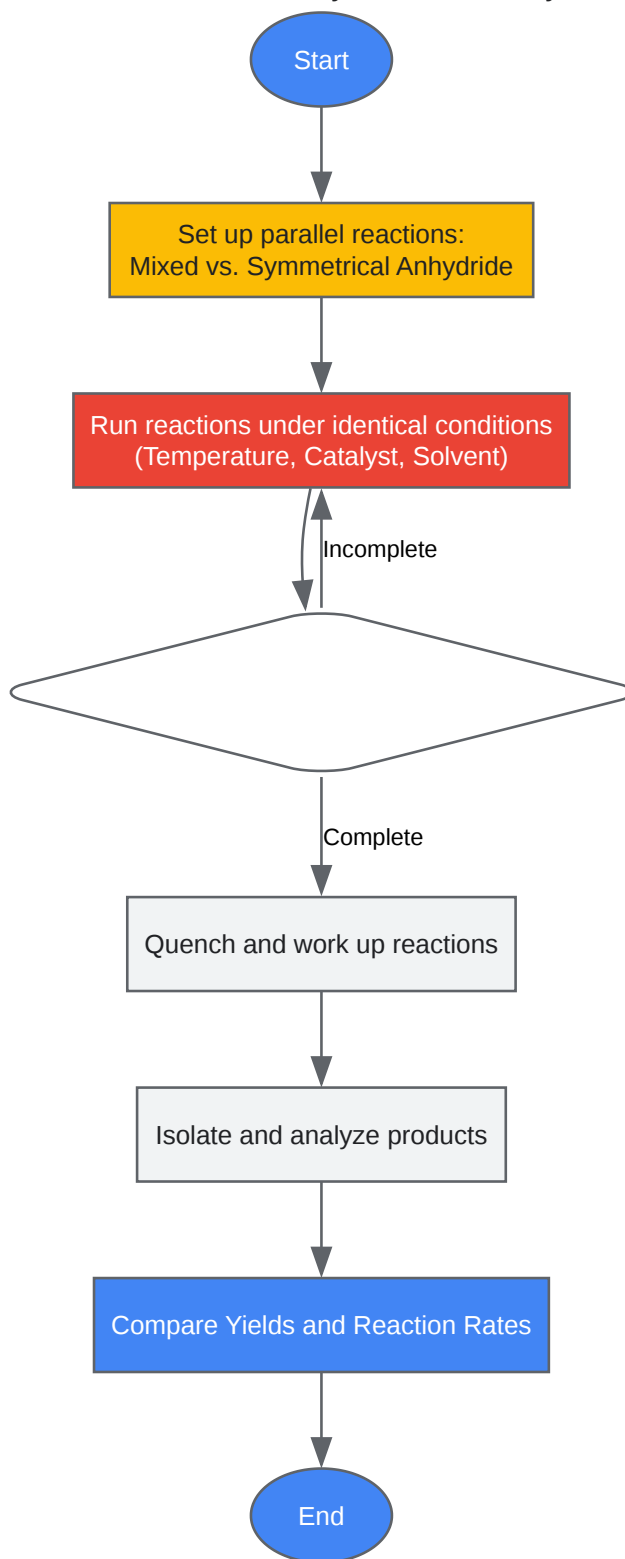 Start
Set up parallel reactions:
Mixed vs. Symmetrical Anhydride
Run reactions under identical conditions
(Temperature, Catalyst, Solvent)
Incomplete
Complete
Quench and work up reactions
Isolate and analyze products
Compare Yields and Reaction Rates
End